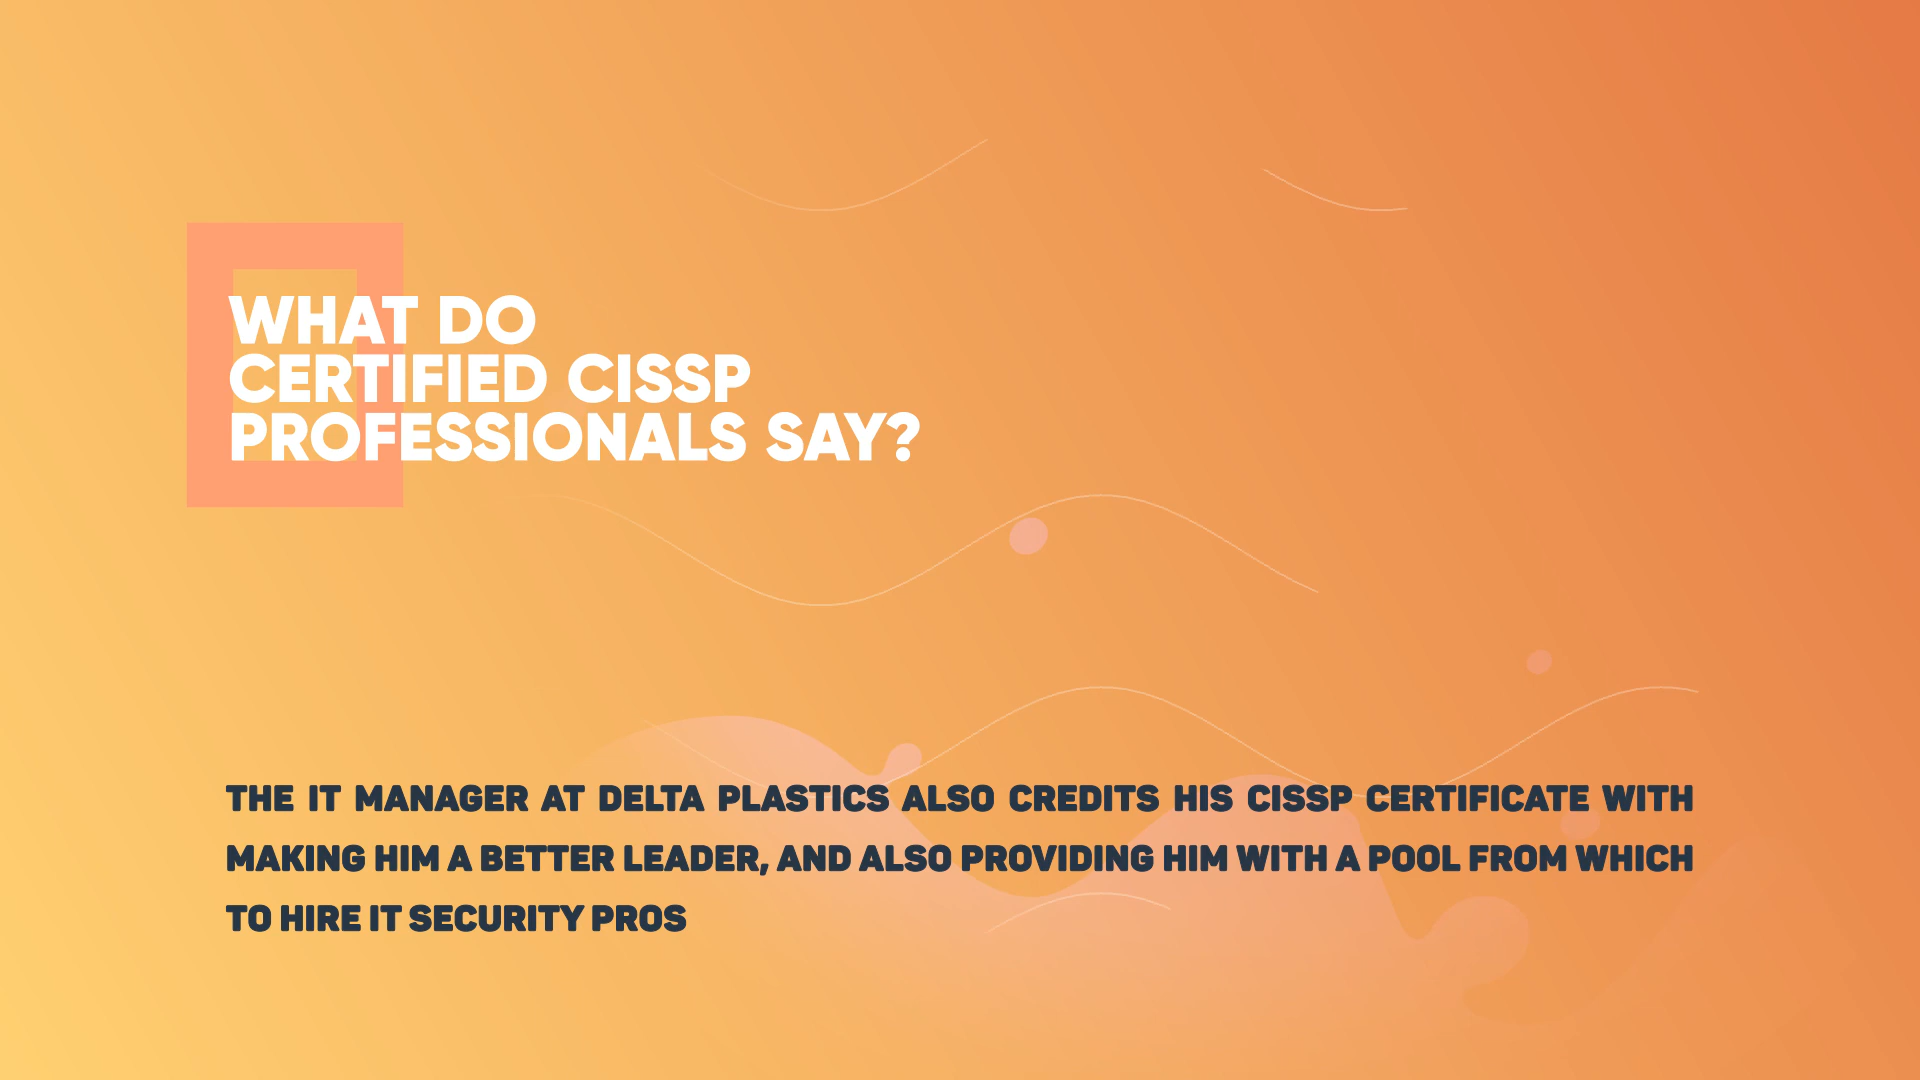 WHAT DO
CERTIFIED CISSP
PROFESSIONALS SAY?
THE IT MANAGER AT DELTA PLASTICS ALSO CREDITS HIS CISSP CERTIFICATE WITH
MAKING HIM A BETTER LEADER, AND ALSO PROVIDING HIM WITH A POOL FROM WHICH
TO HIRE IT SECURITY PROS